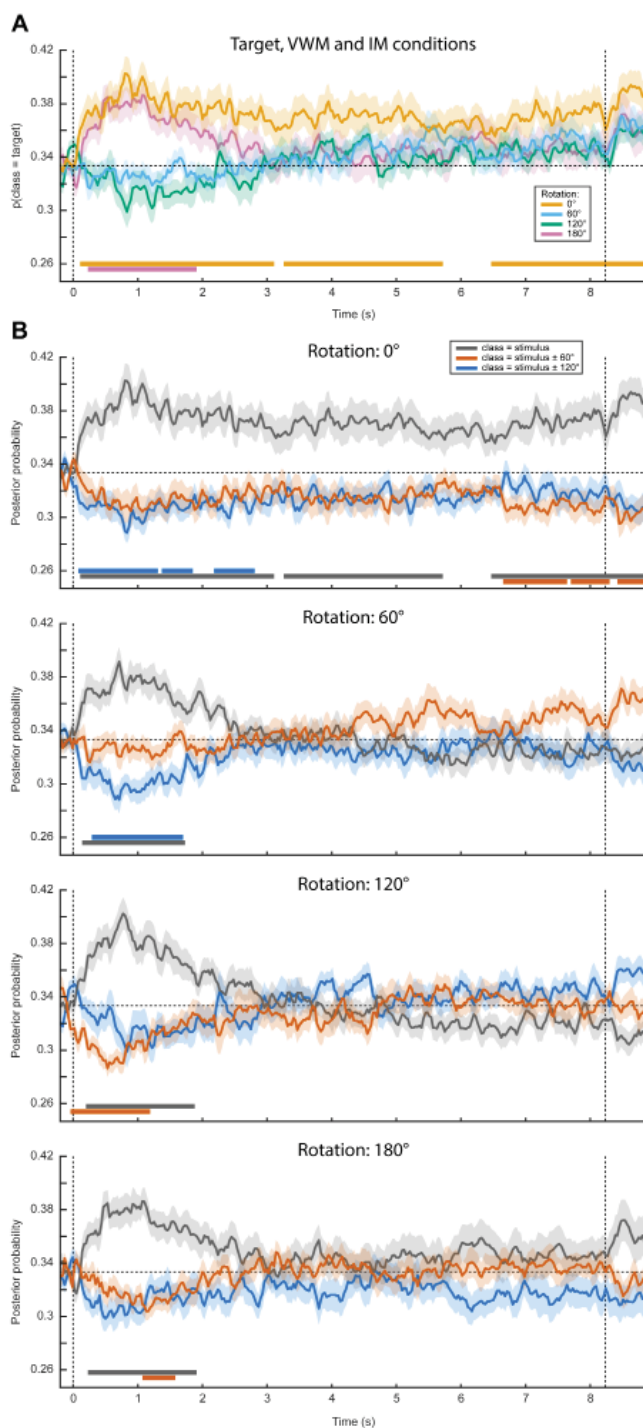 A
Target, VWM and IM conditions
0.42
0.38
0.34
0.3
0.26
p(class = target)
Rotation:
0°
60°
120°
180°
0 1 2 3 4 5 6 7 8
Time (s)
B
Rotation: 0°
class = stimulus
class = stimulus ± 60°
class = stimulus ± 120°
0.42
0.38
0.34
0.3
0.26
Posterior probability
Rotation: 60°
0.42
0.38
0.34
0.3
0.26
Posterior probability
Rotation: 120°
0.42
0.38
0.34
0.3
0.26
Posterior probability
Rotation: 180°
0.42
0.38
0.34
0.3
0.26
Posterior probability
0 1 2 3 4 5 6 7 8
Time (s)